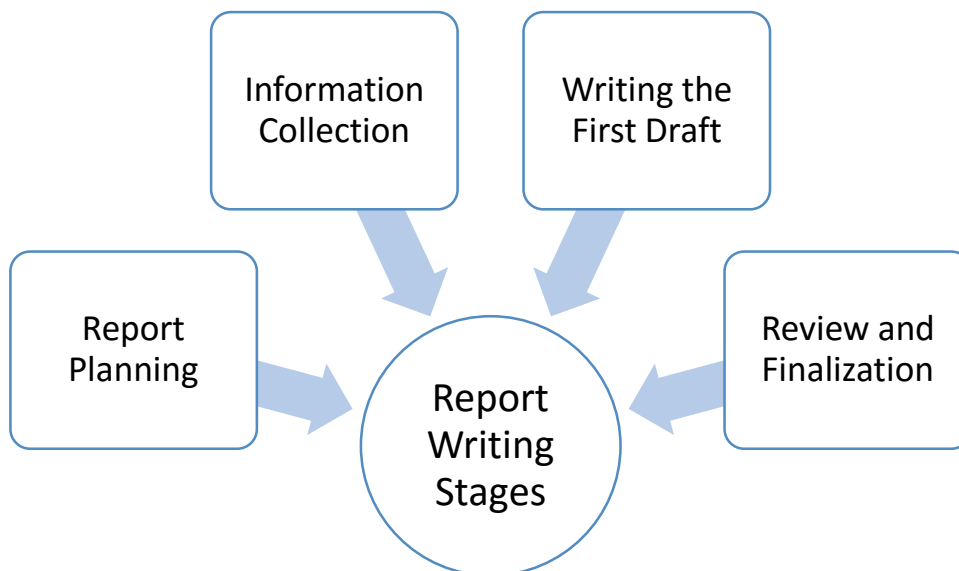 Information
Collection
Writing the
First Draft
Report
Planning
Review and
Finalization
Report
Writing
Stages